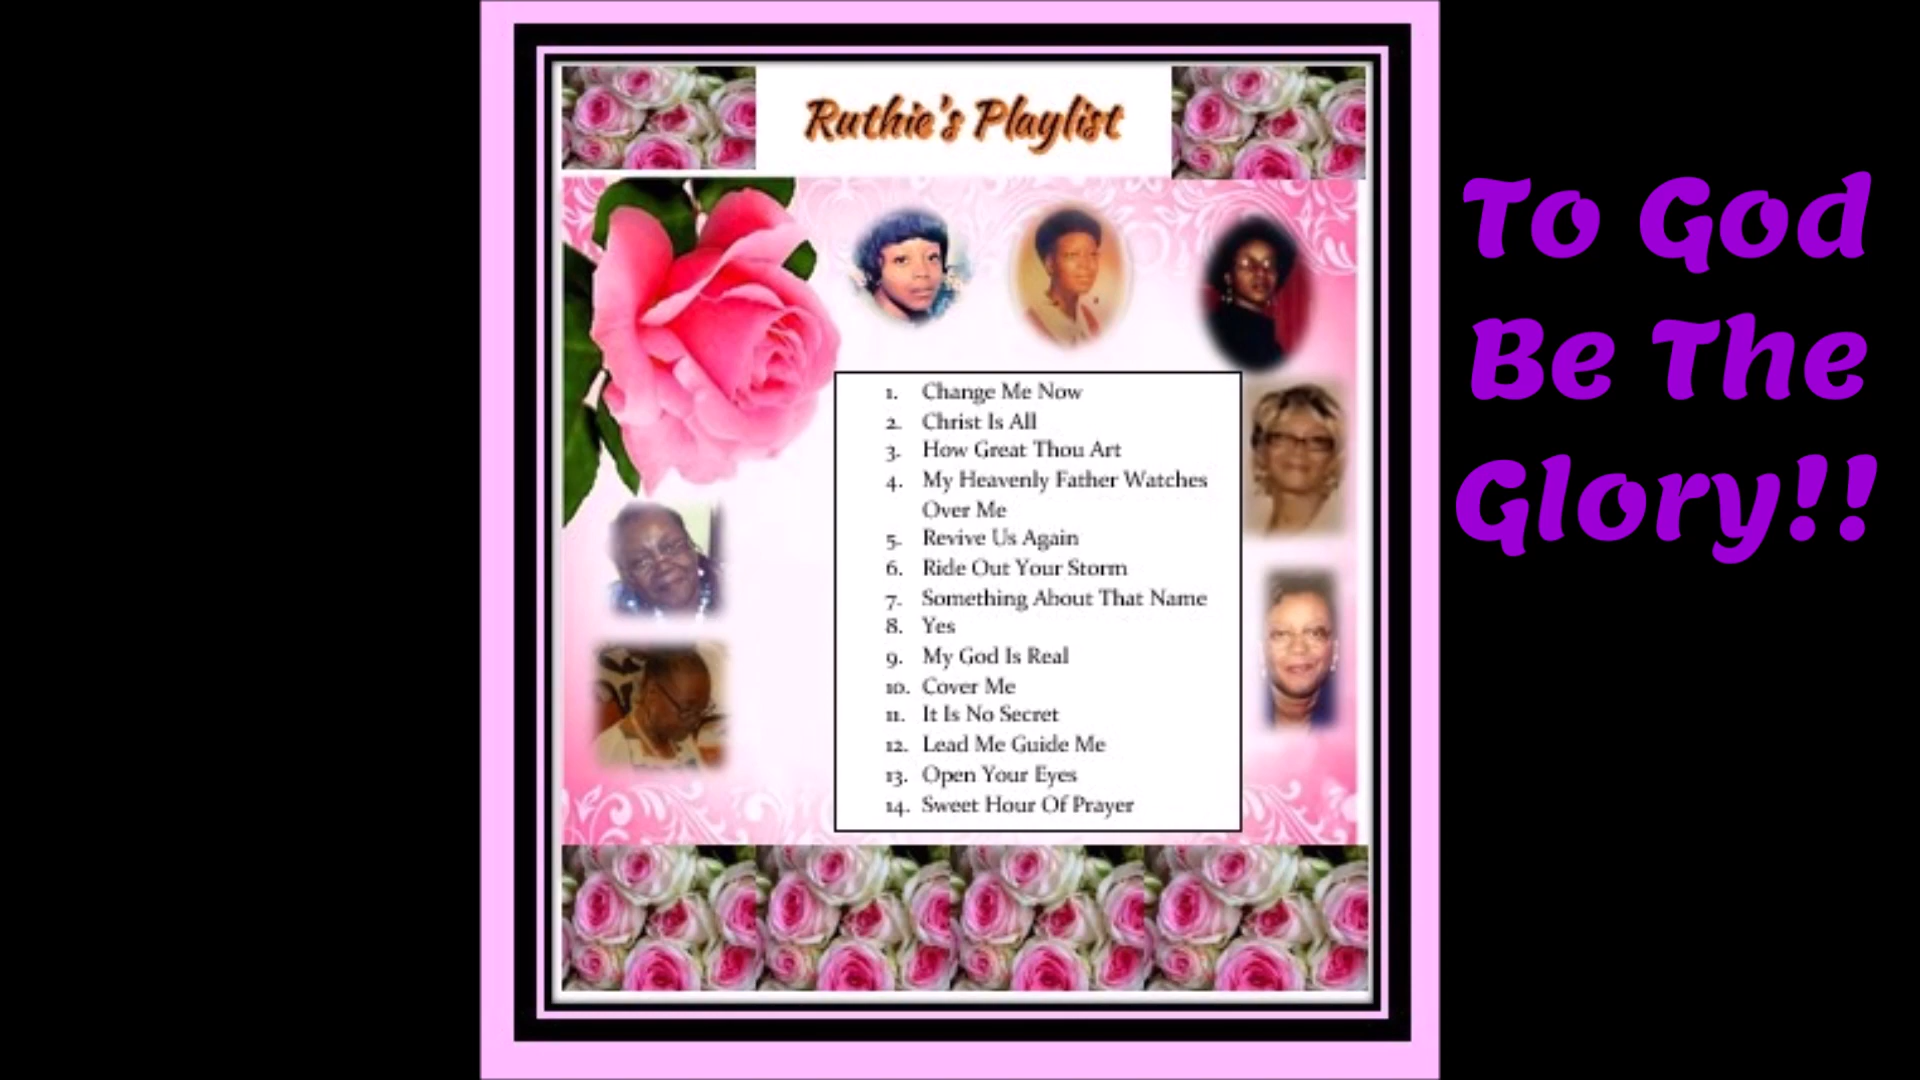 Ruthie's Playlist
1. Change Me Now
2. Christ Is All
3. How Great Thou Art
4. My Heavenly Father Watches
Over Me
5. Revive Us Again
6. Ride Out Your Storm
7. Something About That Name
8. Yes
9. My God Is Real
10. Cover Me
11. It Is No Secret
12. Lead Me Guide Me
13. Open Your Eyes
14. Sweet Hour Of Prayer
To God
Be The
Glory!!